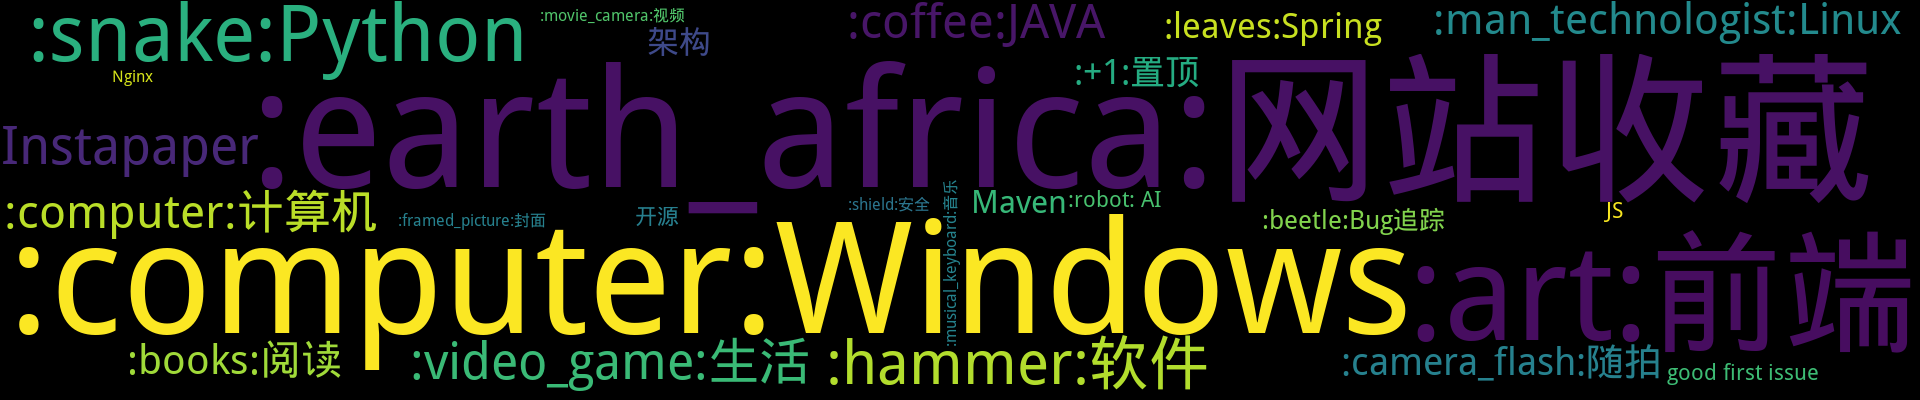 :snake:Python
:movie_camera:视频
架构
:coffee:JAVA
:leaves:Spring
:man_technologist:Linux
Nginx
:+1:置顶
:earth_africa:网站收藏
Instapaper
:computer:计算机
:framed_picture:封面
开源
:shield:安全
:musical_keyboard:音乐
Maven
:robot: AI
:beetle:Bug追踪
JS
:computer:Windows
:art:前端
:books:阅读
:video_game:生活
:hammer:软件
:camera_flash:随拍
good first issue